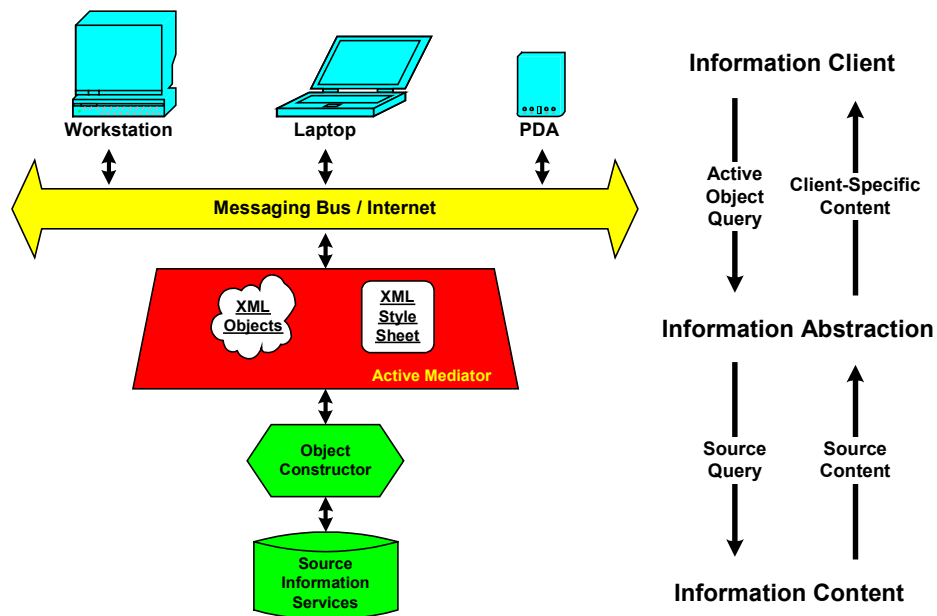 Workstation
Laptop
PDA
Messaging Bus / Internet
XML
Objects
XML
Style
Sheet
Active Mediator
Object
Constructor
Source
Information
Services
Information Client
Active
Object
Query
Client-Specific
Content
Information Abstraction
Source
Query
Source
Content
Information Content